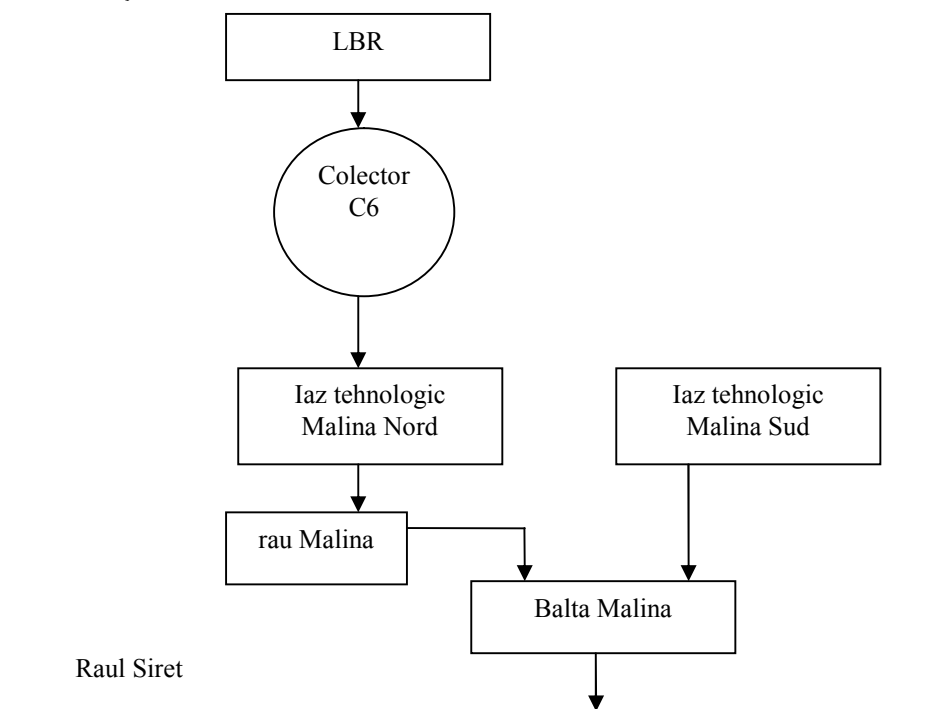 LBR
Colector
C6
Iaz tehnologic
Malina Nord
Iaz tehnologic
Malina Sud
rau Malina
Balta Malina
Raul Siret